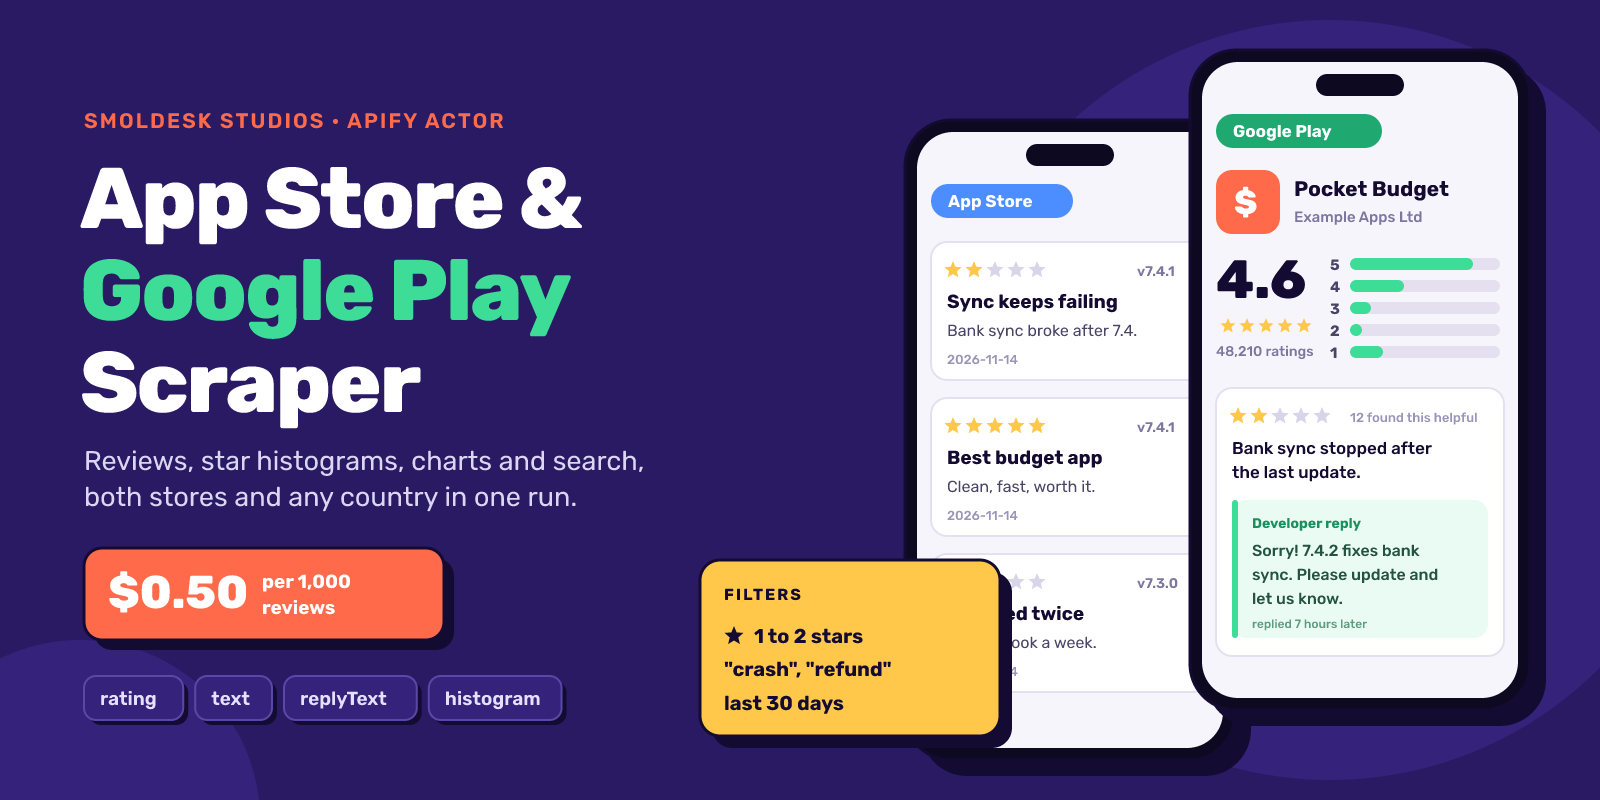 SMOLDESK STUDIOS • APIFY ACTOR
App Store &
Google Play
Scraper
Reviews, star histograms, charts and search,
both stores and any country in one run.
$0.50
per 1,000
reviews
rating
text
replyText
histogram
FILTERS
1 to 2 stars
"crash", "refund"
last 30 days
App Store
v7.4.1
Sync keeps failing
Bank sync broke after 7.4.
2026-11-14
v7.4.1
Best budget app
Clean, fast, worth it.
2026-11-14
v7.3.0
twice
a week.
Google Play
$
Pocket Budget
Example Apps Ltd
4.6
48,210 ratings
5
4
3
2
1
12 found this helpful
Bank sync stopped after
the last update.
Developer reply
Sorry! 7.4.2 fixes bank
sync. Please update and
let us know.
replied 7 hours later